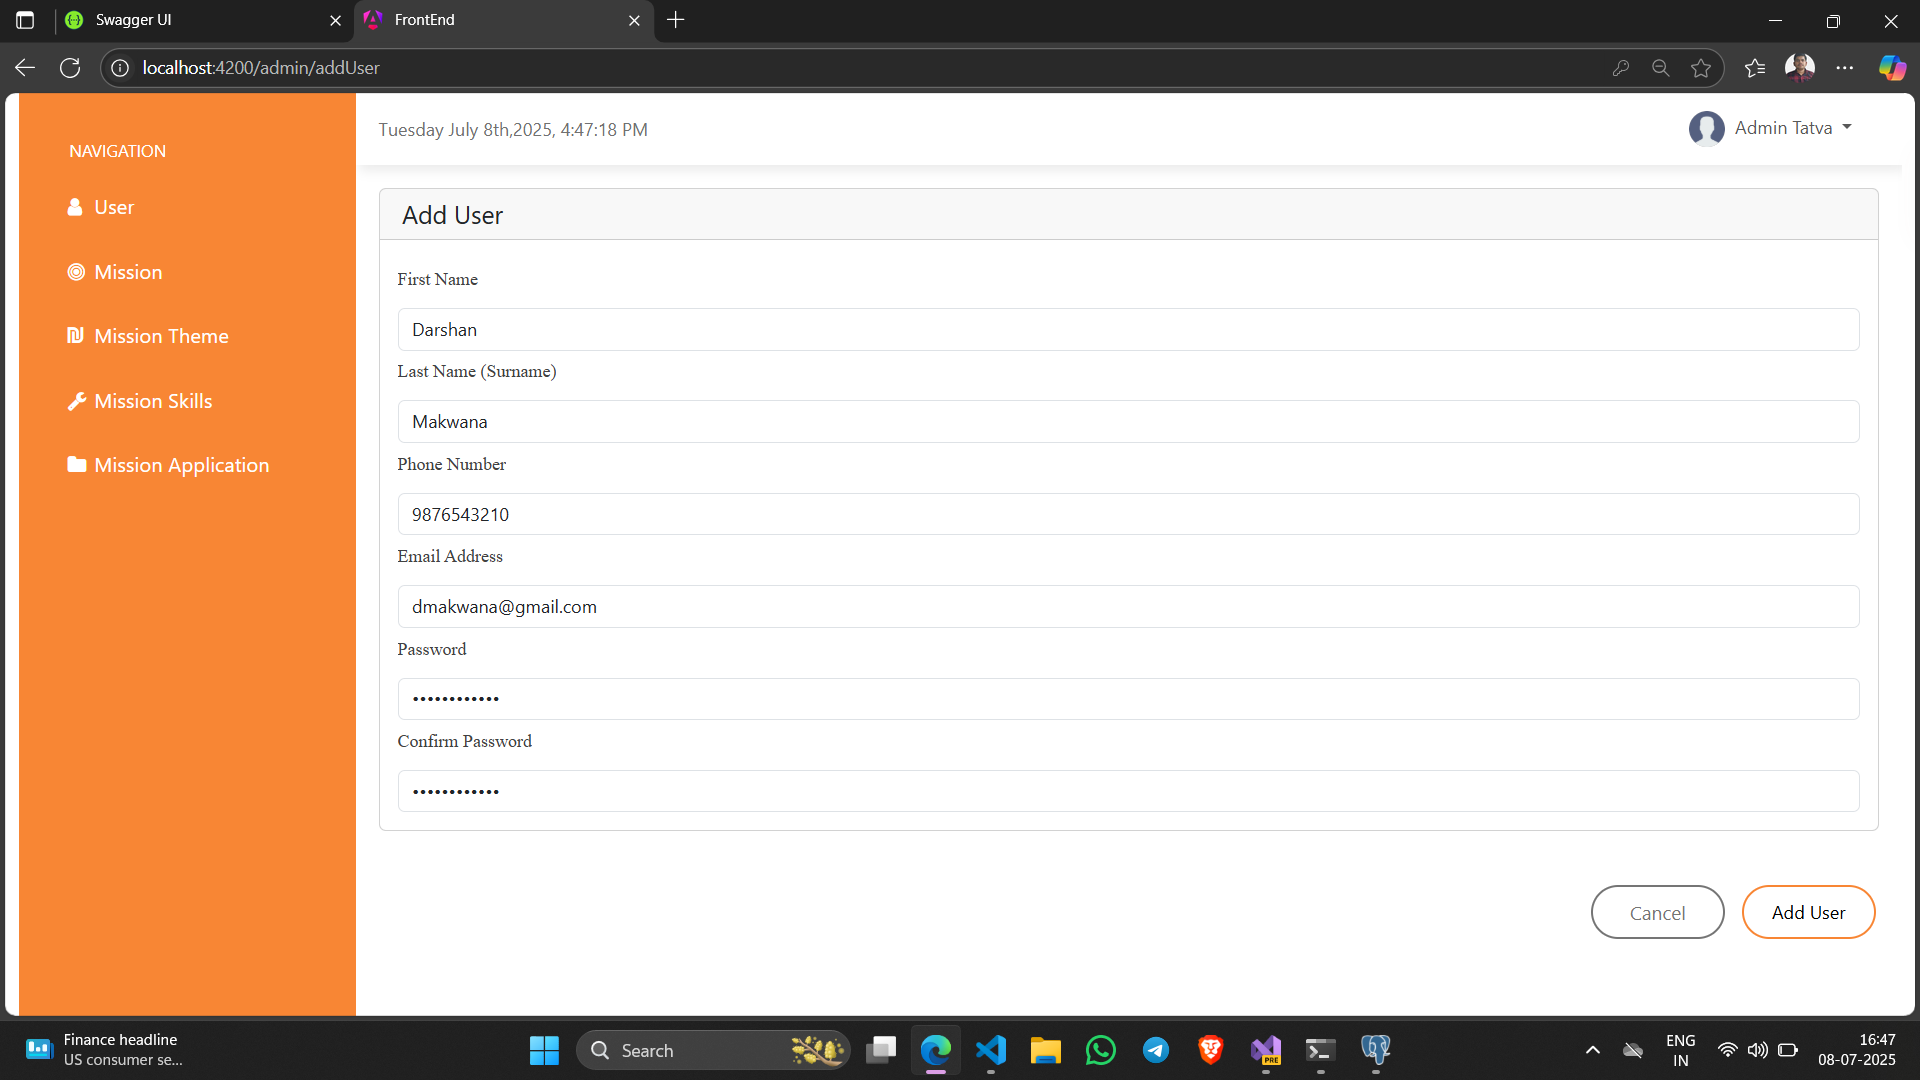 Swagger UI
FrontEnd
localhost:4200/admin/addUser
NAVIGATION
User
Mission
Mission Theme
Mission Skills
Mission Application
Tuesday July 8th,2025, 4:47:18 PM
Admin Tatva
Add User
First Name
Darshan
Last Name (Surname)
Makwana
Phone Number
9876543210
Email Address
dmakwana@gmail.com
Password
••••••••••••
Confirm Password
••••••••••••
Cancel
Add User
Finance headline
US consumer se...
Search
PRE
ENG
IN
16:47
08-07-2025